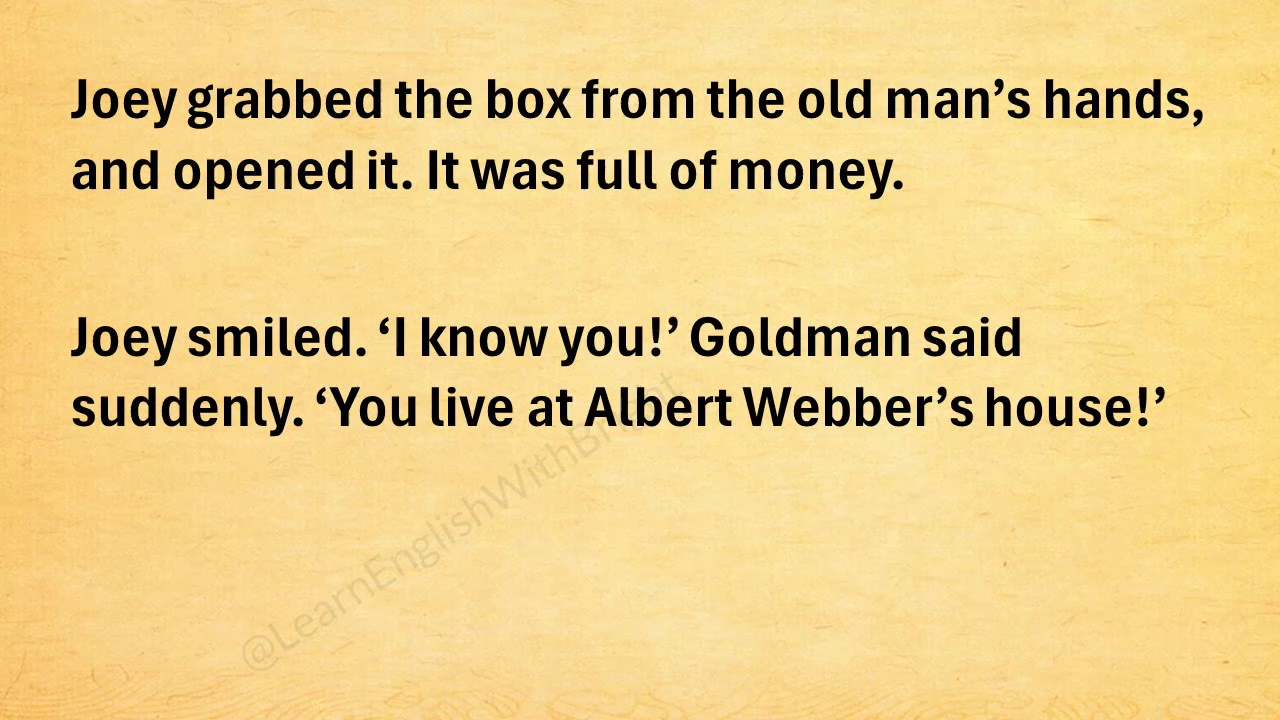 Joey grabbed the box from the old man’s hands,
and opened it. It was full of money.
Joey smiled. ‘I know you!’ Goldman said
suddenly. ‘You live at Albert Webber’s house!’
@LearnEnglishWithBright